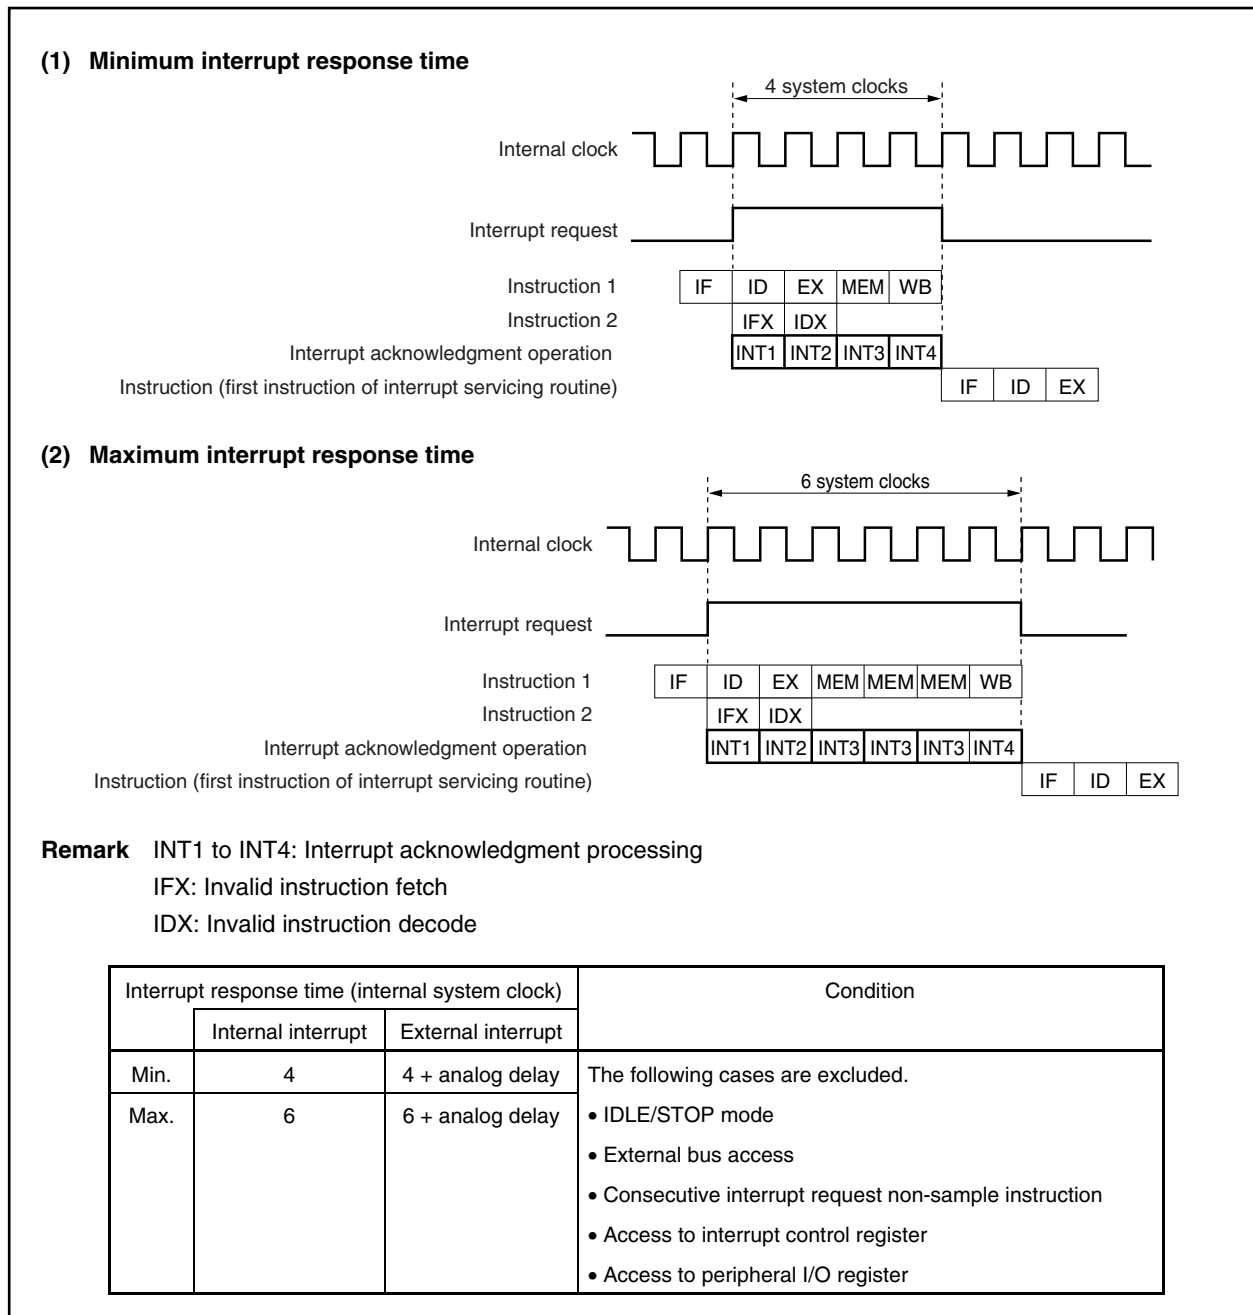 (1) Minimum interrupt response time
4 system clocks
Internal clock
Interrupt request
Instruction 1 IF ID EX MEM WB
Instruction 2 IFX IDX
Interrupt acknowledgment operation INT1 INT2 INT3 INT4
Instruction (first instruction of interrupt servicing routine) IF ID EX
(2) Maximum interrupt response time
6 system clocks
Internal clock
Interrupt request
Instruction 1 IF ID EX MEM MEM MEM WB
Instruction 2 IFX IDX
Interrupt acknowledgment operation INT1 INT2 INT3 INT3 INT3 INT4
Instruction (first instruction of interrupt servicing routine) IF ID EX
Remark INT1 to INT4: Interrupt acknowledgment processing
IFX: Invalid instruction fetch
IDX: Invalid instruction decode
Interrupt response time (internal system clock) Condition
Internal interrupt External interrupt
Min. 4 4 + analog delay The following cases are excluded.
Max. 6 6 + analog delay • IDLE/STOP mode
• External bus access
• Consecutive interrupt request non-sample instruction
• Access to interrupt control register
• Access to peripheral I/O register